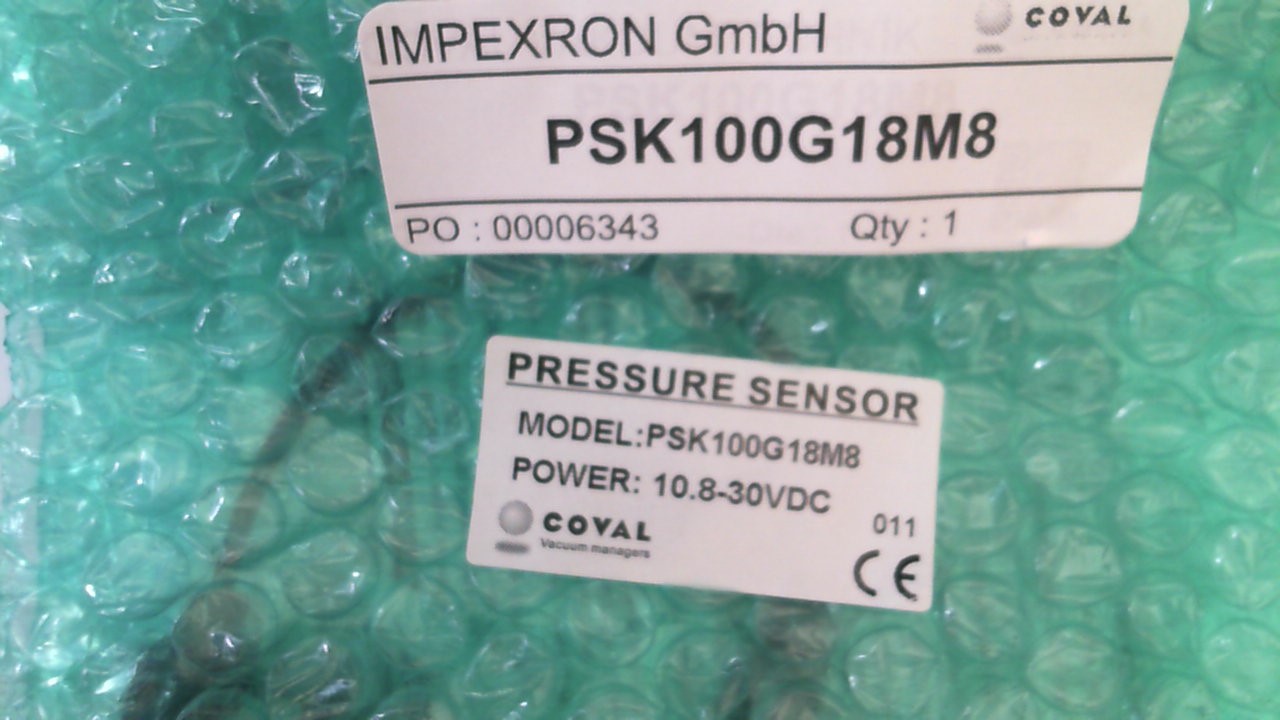 IMPEXRON GmbH
COVAL
PSK100G18M8
PO : 00006343 Qty : 1
PRESSURE SENSOR
MODEL:PSK100G18M8
POWER: 10.8-30VDC
011
COVAL
Vacuum managers
CE